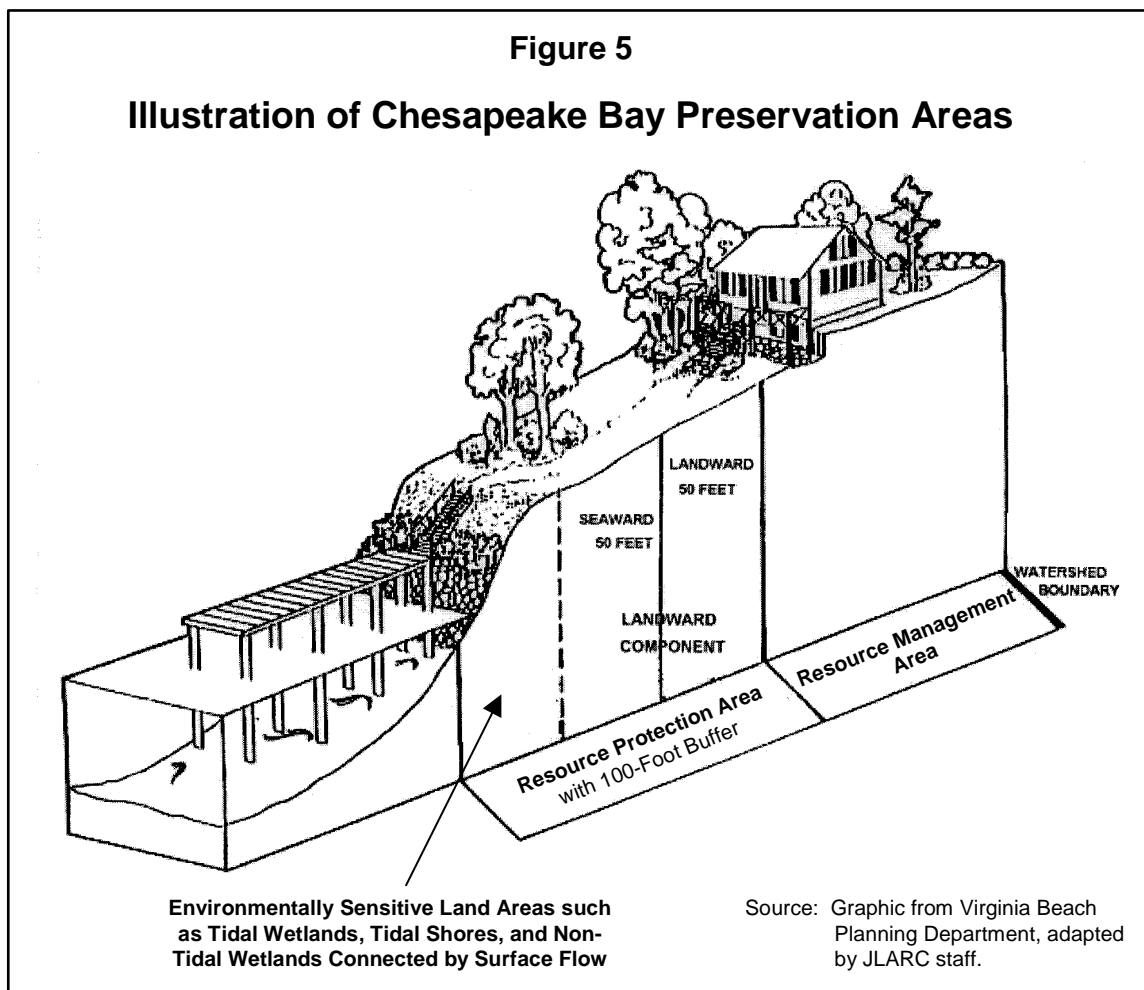 Figure 5
Illustration of Chesapeake Bay Preservation Areas
LANDWARD
50 FEET
SEAWARD
50 FEET
LANDWARD
COMPONENT
WATERSHED
BOUNDARY
Resource Management
Area
Resource Protection Area
with 100-Foot Buffer
Environmentally Sensitive Land Areas such
as Tidal Wetlands, Tidal Shores, and Non-
Tidal Wetlands Connected by Surface Flow
Source: Graphic from Virginia Beach
Planning Department, adapted
by JLARC staff.